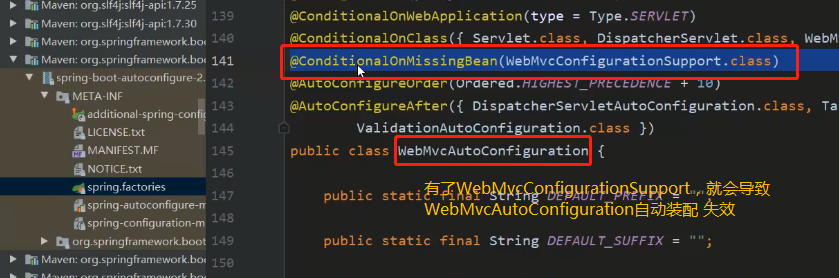 Maven: org.slf4j:slf4j-api:1.7.25
Maven: org.slf4j:slf4j-api:1.7.30
Maven: org.springframework.boo
Maven: org.springframework.boo
spring-boot-autoconfigure-2.
META-INF
additional-spring-config
LICENSE.txt
MANIFEST.MF
NOTICE.txt
spring.factories
spring-autoconfigure-m
spring-configuration-m
org.springframework.boot
Maven: org.springframework.boo
139 @ConditionalOnWebApplication(type = Type.SERVLET)
140 @ConditionalOnClass({ Servlet.class, DispatcherServlet.class, WebM
141 @ConditionalOnMissingBean(WebMvcConfigurationSupport.class)
142 @AutoConfigureOrder(Ordered.HIGHEST_PRECEDENCE + 10)
143 @AutoConfigureAfter({ DispatcherServletAutoConfiguration.class, Ta
144 ValidationAutoConfiguration.class })
145 public class WebMvcAutoConfiguration {
146
有了WebMvcConfigurationSupport，就会导致
147 public static final String DEFAULT_PREFIX = "";
WebMvcAutoConfiguration自动装配 失效
148
149 public static final String DEFAULT_SUFFIX = "";
150